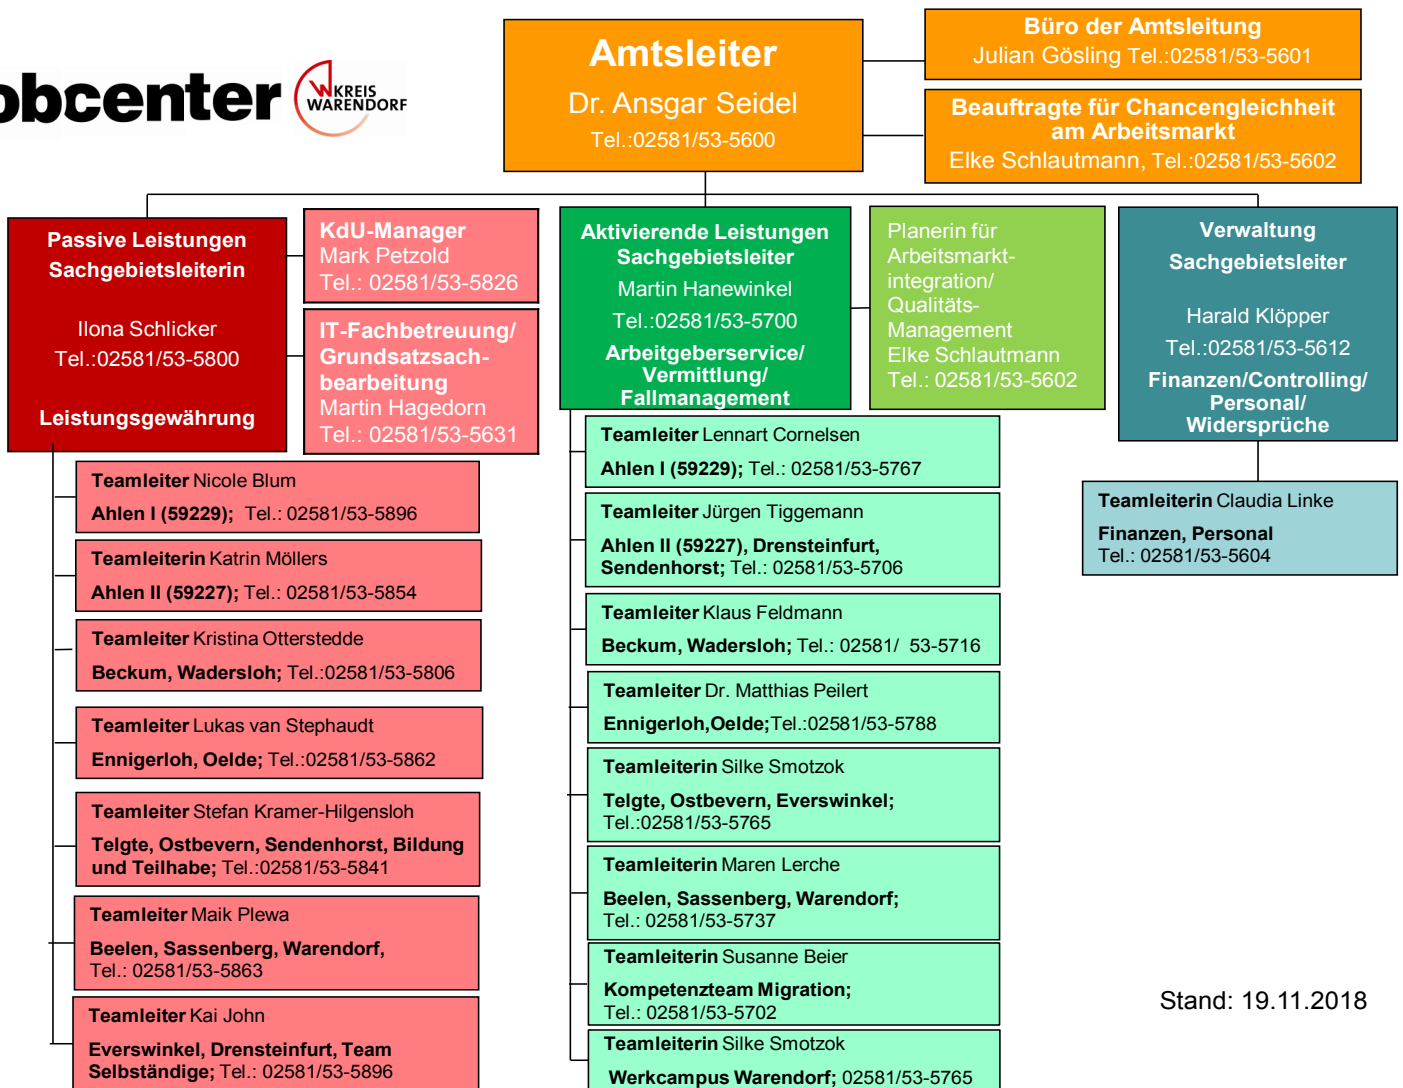 obcenter
KREIS
WARENDORF
Amtsleiter
Dr. Ansgar Seidel
Tel.:02581/53-5600
Büro der Amtsleitung
Julian Gösling Tel.:02581/53-5601
Beauftragte für Chancengleichheit
am Arbeitsmarkt
Elke Schlautmann, Tel.:02581/53-5602
Passive Leistungen
Sachgebietsleiterin
Ilona Schlicker
Tel.:02581/53-5800
Leistungsgewährung
KdU-Manager
Mark Petzold
Tel.: 02581/53-5826
IT-Fachbetreuung/
Grundsatzsach-
bearbeitung
Martin Hagedorn
Tel.: 02581/53-5631
Teamleiter Nicole Blum
Ahlen I (59229); Tel.: 02581/53-5896
Teamleiterin Katrin Möllers
Ahlen II (59227); Tel.: 02581/53-5854
Teamleiter Kristina Otterstedde
Beckum, Wadersloh; Tel.:02581/53-5806
Teamleiter Lukas van Stephaudt
Ennigerloh, Oelde; Tel.:02581/53-5862
Teamleiter Stefan Kramer-Hilgensloh
Telgte, Ostbevern, Sendenhorst, Bildung
und Teilhabe; Tel.:02581/53-5841
Teamleiter Maik Plewa
Beelen, Sassenberg, Warendorf,
Tel.: 02581/53-5863
Teamleiter Kai John
Everswinkel, Drensteinfurt, Team
Selbständige; Tel.: 02581/53-5896
Aktivierende Leistungen
Sachgebietsleiter
Martin Hanewinkel
Tel.:02581/53-5700
Arbeitgeberservice/
Vermittlung/
Fallmanagement
Planerin für
Arbeitsmarkt-
integration/
Qualitäts-
Management
Elke Schlautmann
Tel.: 02581/53-5602
Teamleiter Lennart Cornelsen
Ahlen I (59229); Tel.: 02581/53-5767
Teamleiter Jürgen Tiggemann
Ahlen II (59227), Drensteinfurt,
Sendenhorst; Tel.: 02581/53-5706
Teamleiter Klaus Feldmann
Beckum, Wadersloh; Tel.: 02581/ 53-5716
Teamleiter Dr. Matthias Peilert
Ennigerloh,Oelde;Tel.:02581/53-5788
Teamleiterin Silke Smotzok
Telgte, Ostbevern, Everswinkel;
Tel.:02581/53-5765
Teamleiterin Maren Lerche
Beelen, Sassenberg, Warendorf;
Tel.: 02581/53-5737
Teamleiterin Susanne Beier
Kompetenzteam Migration;
Tel.: 02581/53-5702
Teamleiterin Silke Smotzok
Werkcampus Warendorf; 02581/53-5765
Verwaltung
Sachgebietsleiter
Harald Klöpper
Tel.:02581/53-5612
Finanzen/Controlling/
Personal/
Widersprüche
Teamleiterin Claudia Linke
Finanzen, Personal
Tel.: 02581/53-5604
Stand: 19.11.2018